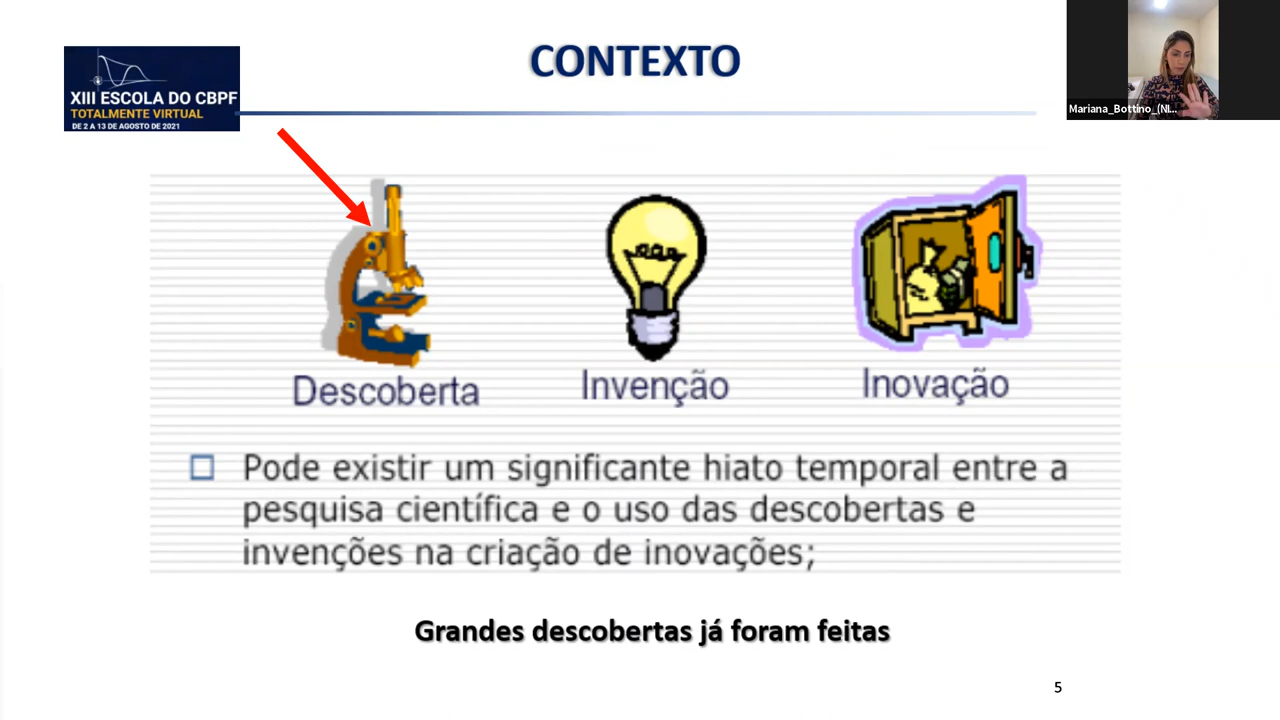 CONTEXTO
XIII ESCOLA DO CBPF
TOTALMENTE VIRTUAL
DE 2 A 13 DE AGOSTO DE 2021
Mariana_Bottino_(NI...
Descoberta
Invenção
Inovação
Pode existir um significante hiato temporal entre a
pesquisa científica e o uso das descobertas e
invenções na criação de inovações;
Grandes descobertas já foram feitas
5